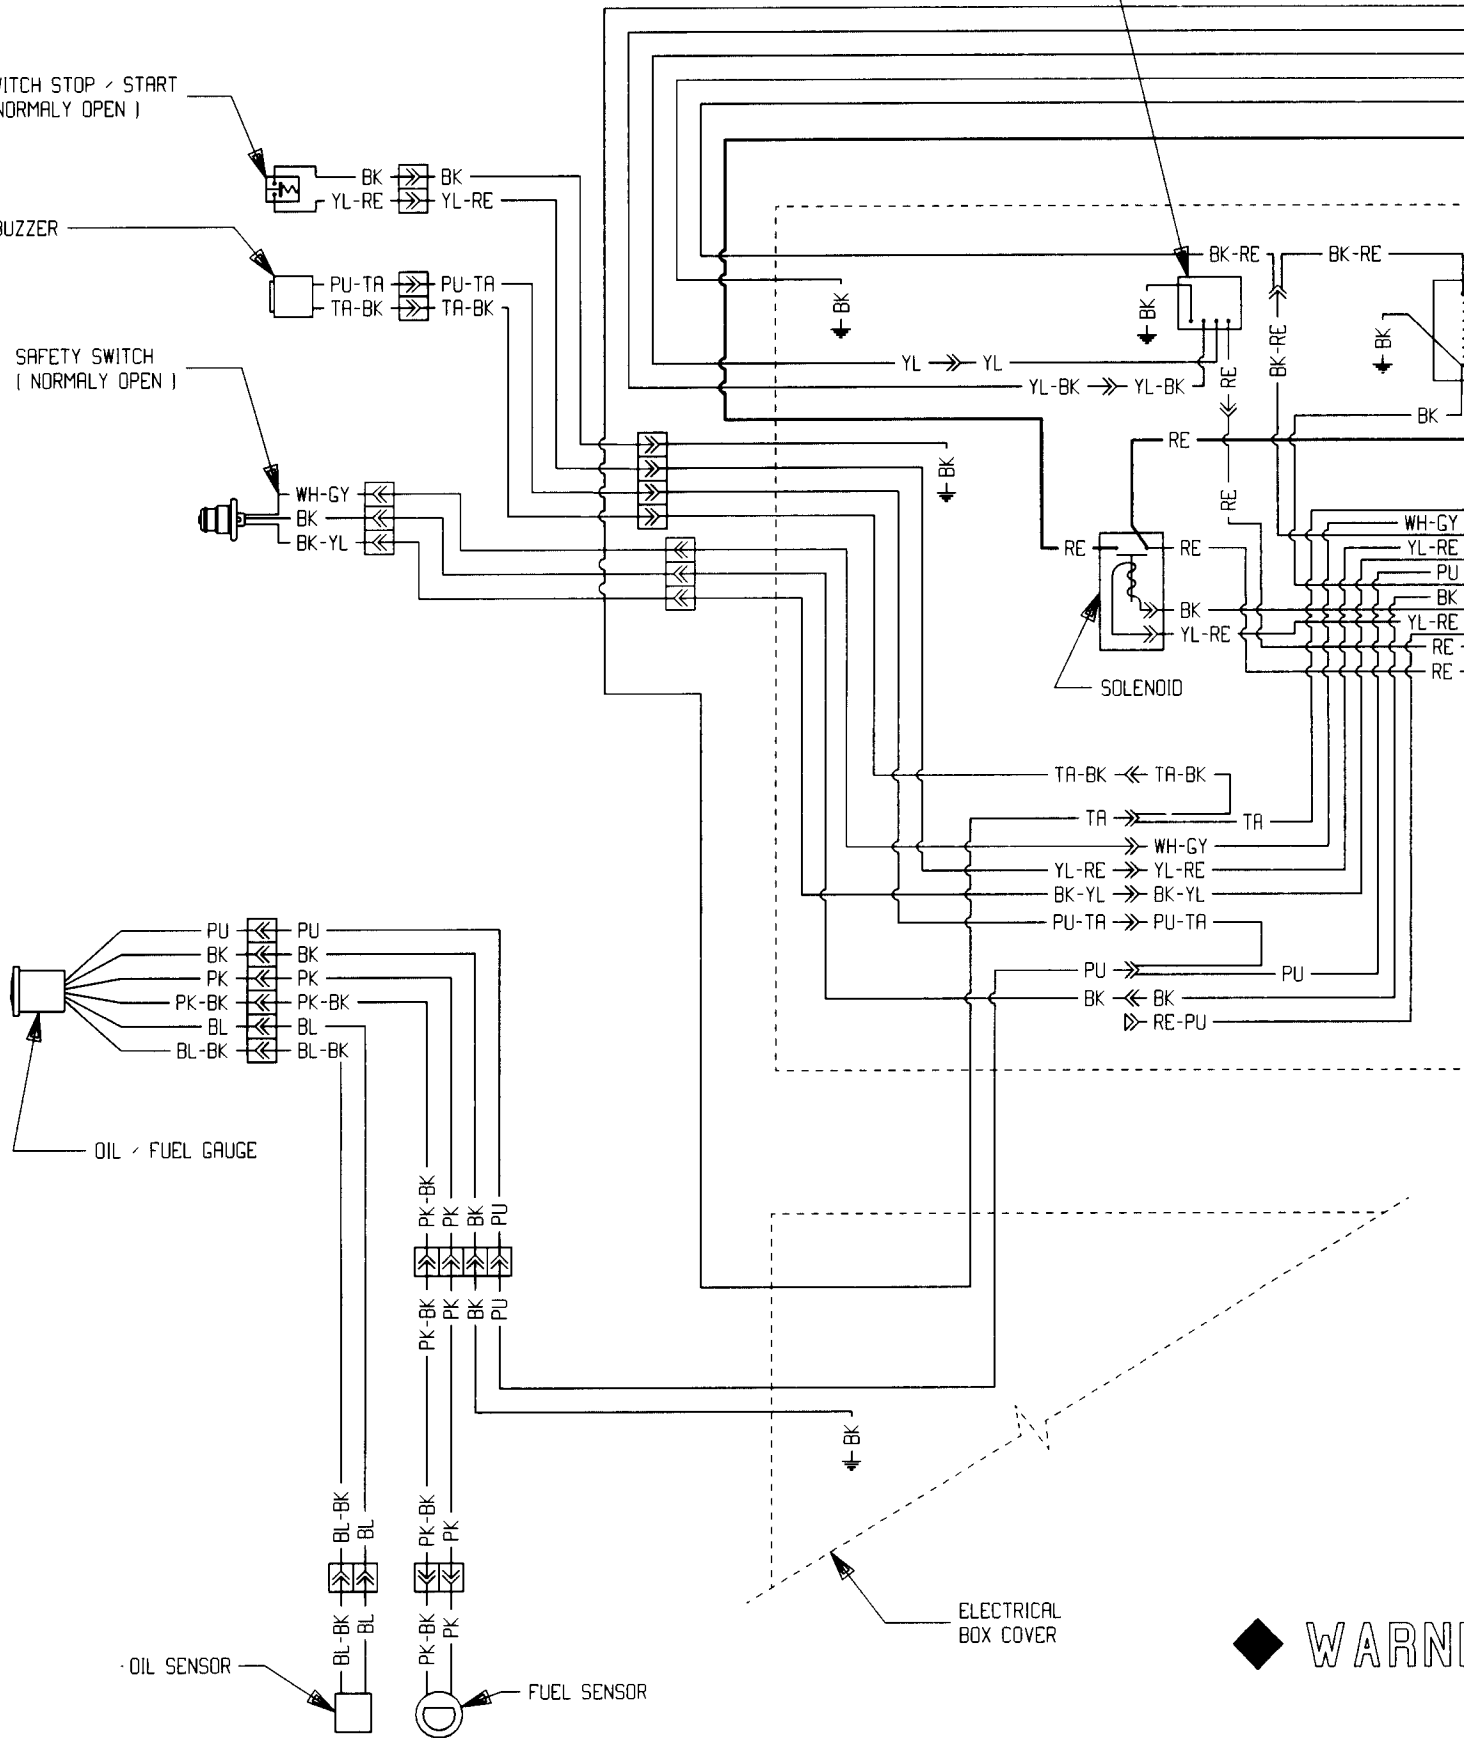 WITCH STOP / START
NORMALY OPEN )
BK BK
YL-RE YL-RE
BUZZER
PU-TA PU-TA
TA-BK TA-BK
SAFETY SWITCH
( NORMALY OPEN )
WH-GY
BK
BK-YL
BK-RE BK-RE
BK
BK
BK-RE
BK
YL YL
RE
YL-BK YL-BK
BK
RE
BK
RE
WH-GY
RE RE
YL-RE
PU
BK
BK
YL-RE
YL-RE
RE
RE
SOLENOID
TA-BK TA-BK
TA TA
WH-GY
YL-RE YL-RE
BK-YL BK-YL
PU-TA PU-TA
PU PU
BK BK
RE-PU
PU PU
BK BK
PK PK
PK-BK PK-BK
BL BL
BL-BK BL-BK
OIL / FUEL GAUGE
PK-BK PK BK PU
PK-BK PK BK PU
BK
BL-BK BL PK-BK PK
BL-BK BL PK-BK PK
ELECTRICAL
BOX COVER
OIL SENSOR
FUEL SENSOR
WARN